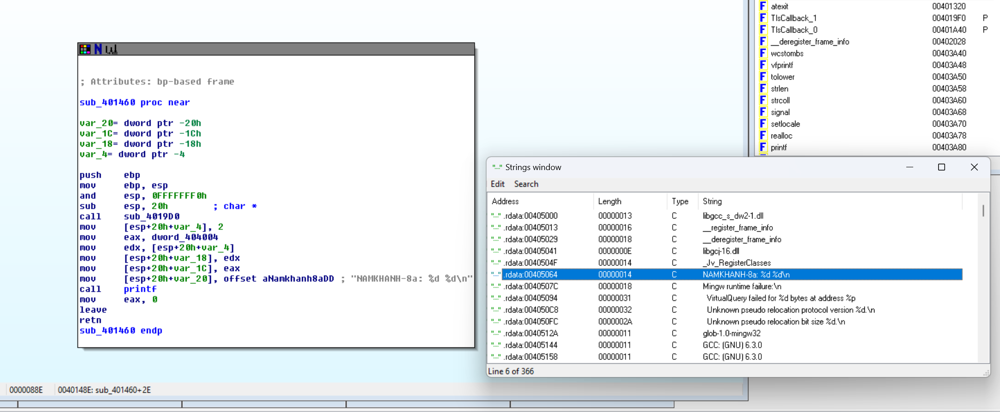 ; Attributes: bp-based frame
sub_401460 proc near
var_20= dword ptr -20h
var_1C= dword ptr -1Ch
var_18= dword ptr -18h
var_4= dword ptr -4
push    ebp
mov     ebp, esp
and     esp, 0FFFFFFF0h
sub     esp, 20h        ; char *
call    sub_4019D0
mov     [esp+20h+var_4], 2
mov     eax, dword_404004
mov     edx, [esp+20h+var_4]
mov     [esp+20h+var_18], edx
mov     [esp+20h+var_1C], eax
mov     [esp+20h+var_20], offset aNamkhanh8aDD ; "NAMKHANH-8a: %d %d\n"
call    printf
mov     eax, 0
leave
retn
sub_401460 endp
0000088E 0040148E: sub_401460+2E
F atexit 00401320
F TlsCallback_1 004019F0 P
F TlsCallback_0 00401A40 P
F __deregister_frame_info 00402028
F wcstombs 00403A40
F vfprintf 00403A48
F tolower 00403A50
F strlen 00403A58
F strcoll 00403A60
F signal 00403A68
F setlocale 00403A70
F realloc 00403A78
F printf 00403A80
Strings window
Edit Search
Address Length Type String
.rdata:00405000 00000013 C libgcc_s_dw2-1.dll
.rdata:00405013 00000016 C __register_frame_info
.rdata:00405029 00000018 C __deregister_frame_info
.rdata:00405041 0000000E C libgcj-16.dll
.rdata:0040504F 00000014 C _Jv_RegisterClasses
.rdata:00405064 00000014 C NAMKHANH-8a: %d %d\n
.rdata:0040507C 00000018 C Mingw runtime failure:\n
.rdata:00405094 00000031 C VirtualQuery failed for %d bytes at address %p
.rdata:004050C8 00000032 C Unknown pseudo relocation protocol version %d.\n
.rdata:004050FC 0000002A C Unknown pseudo relocation bit size %d.\n
.rdata:0040512A 00000011 C glob-1.0-mingw32
.rdata:00405144 00000011 C GCC: (GNU) 6.3.0
.rdata:00405158 00000011 C GCC: (GNU) 6.3.0
Line 6 of 366